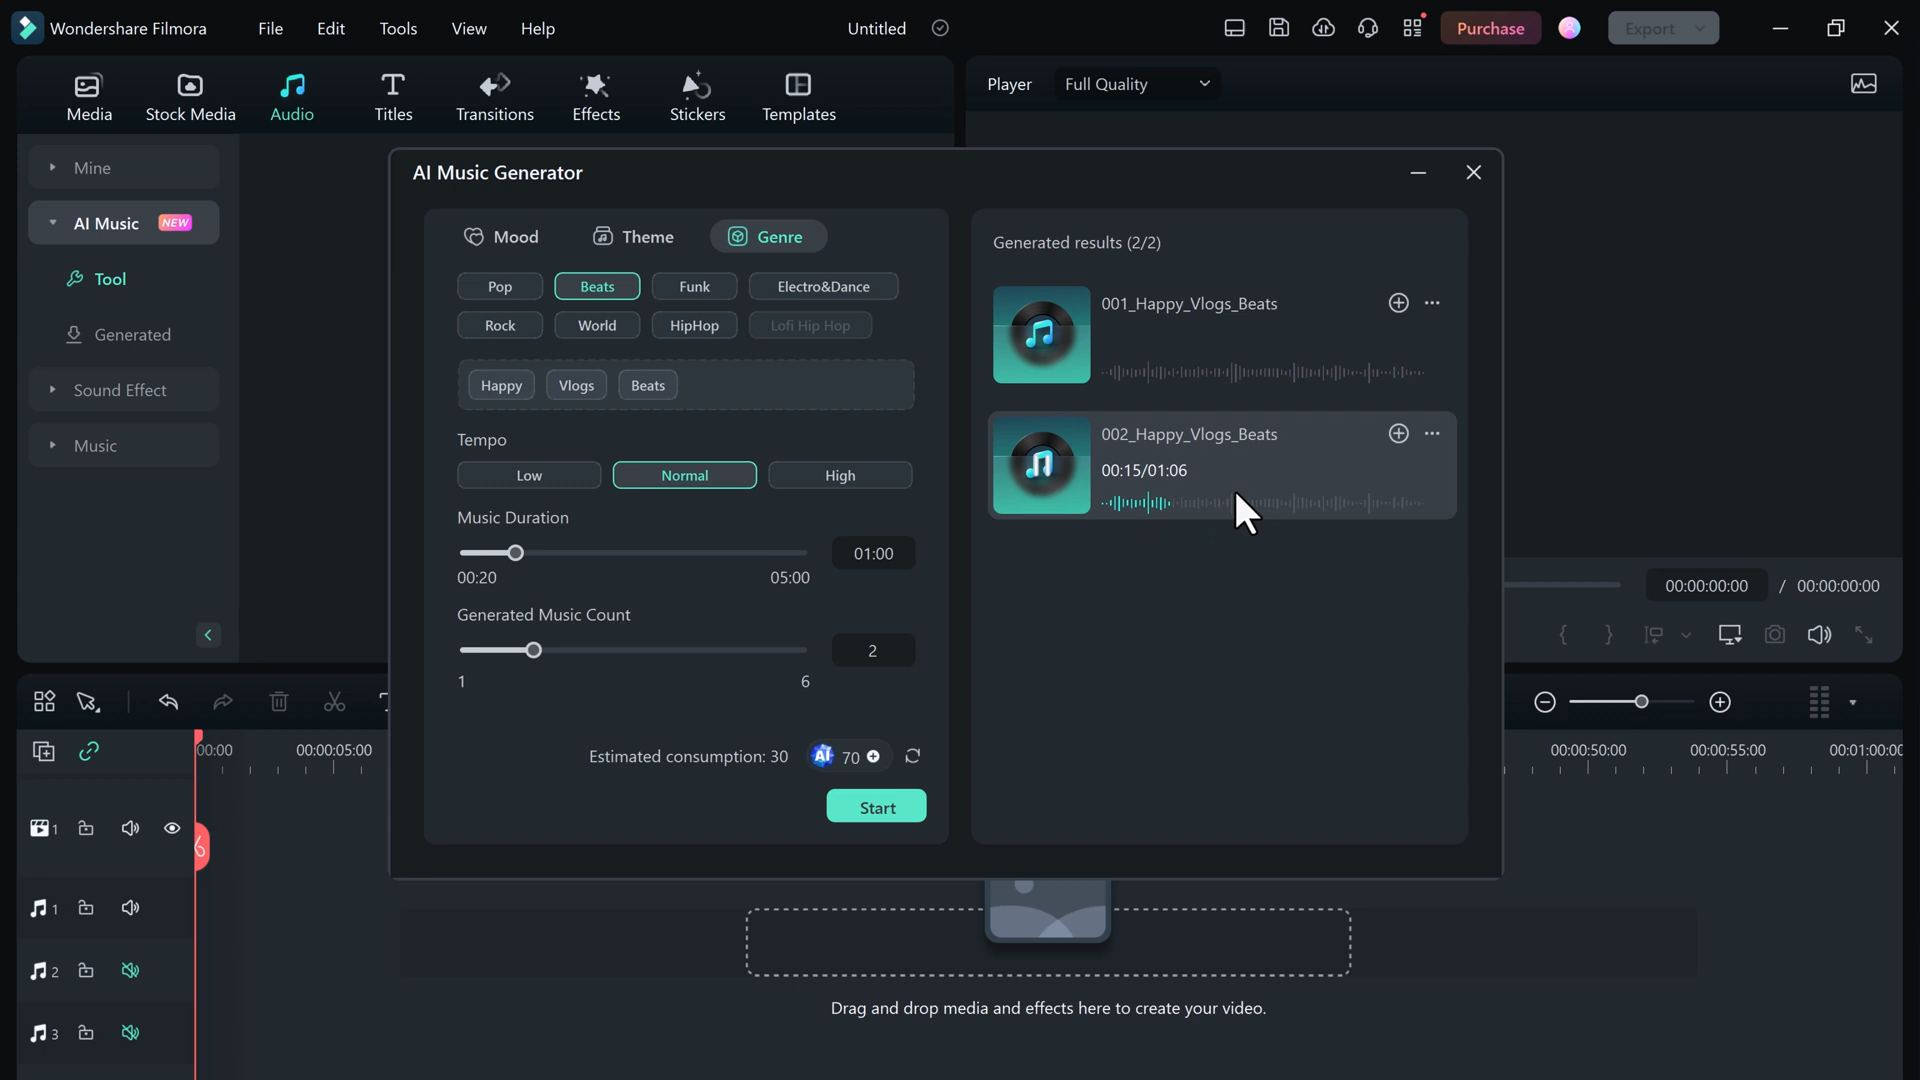 Wondershare Filmora File Edit Tools View Help Untitled Purchase Export
Media Stock Media Audio Titles Transitions Effects Stickers Templates
Player Full Quality
Mine
AI Music NEW
Tool
Generated
Sound Effect
Music
AI Music Generator
Mood Theme Genre
Pop Beats Funk Electro&Dance
Rock World HipHop Lofi Hip Hop
Happy Vlogs Beats
Tempo
Low Normal High
Music Duration
01:00
00:20 05:00
Generated Music Count
2
1 6
Estimated consumption: 30 AI 70
Start
Generated results (2/2)
001_Happy_Vlogs_Beats
002_Happy_Vlogs_Beats
00:15/01:06
00:00:00:00 / 00:00:00:00
00:00 00:00:05:00 00:00:50:00 00:00:55:00 00:01:00:0
1
1
2
3
Drag and drop media and effects here to create your video.